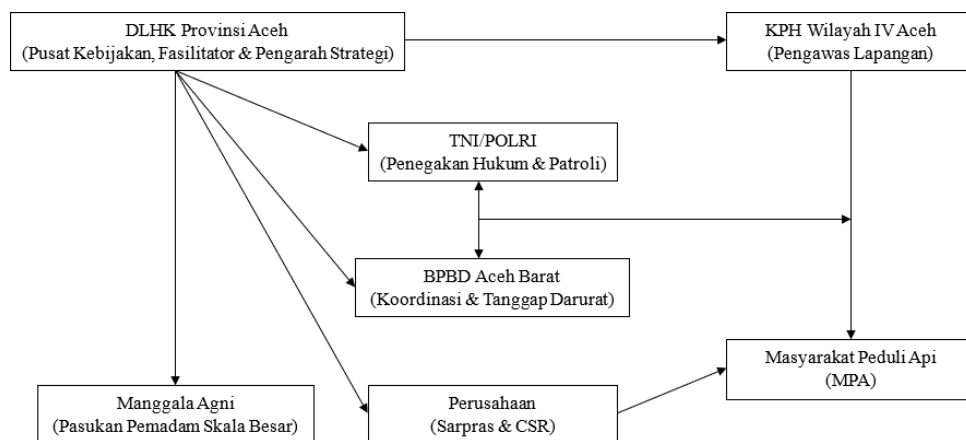 DLHK Provinsi Aceh
(Pusat Kebijakan, Fasilitator & Pengarah Strategi)
KPH Wilayah IV Aceh
(Pengawas Lapangan)
TNI/POLRI
(Penegakan Hukum & Patroli)
BPBD Aceh Barat
(Koordinasi & Tanggap Darurat)
Masyarakat Peduli Api
(MPA)
Manggala Agni
(Pasukan Pemadam Skala Besar)
Perusahaan
(Sarpras & CSR)